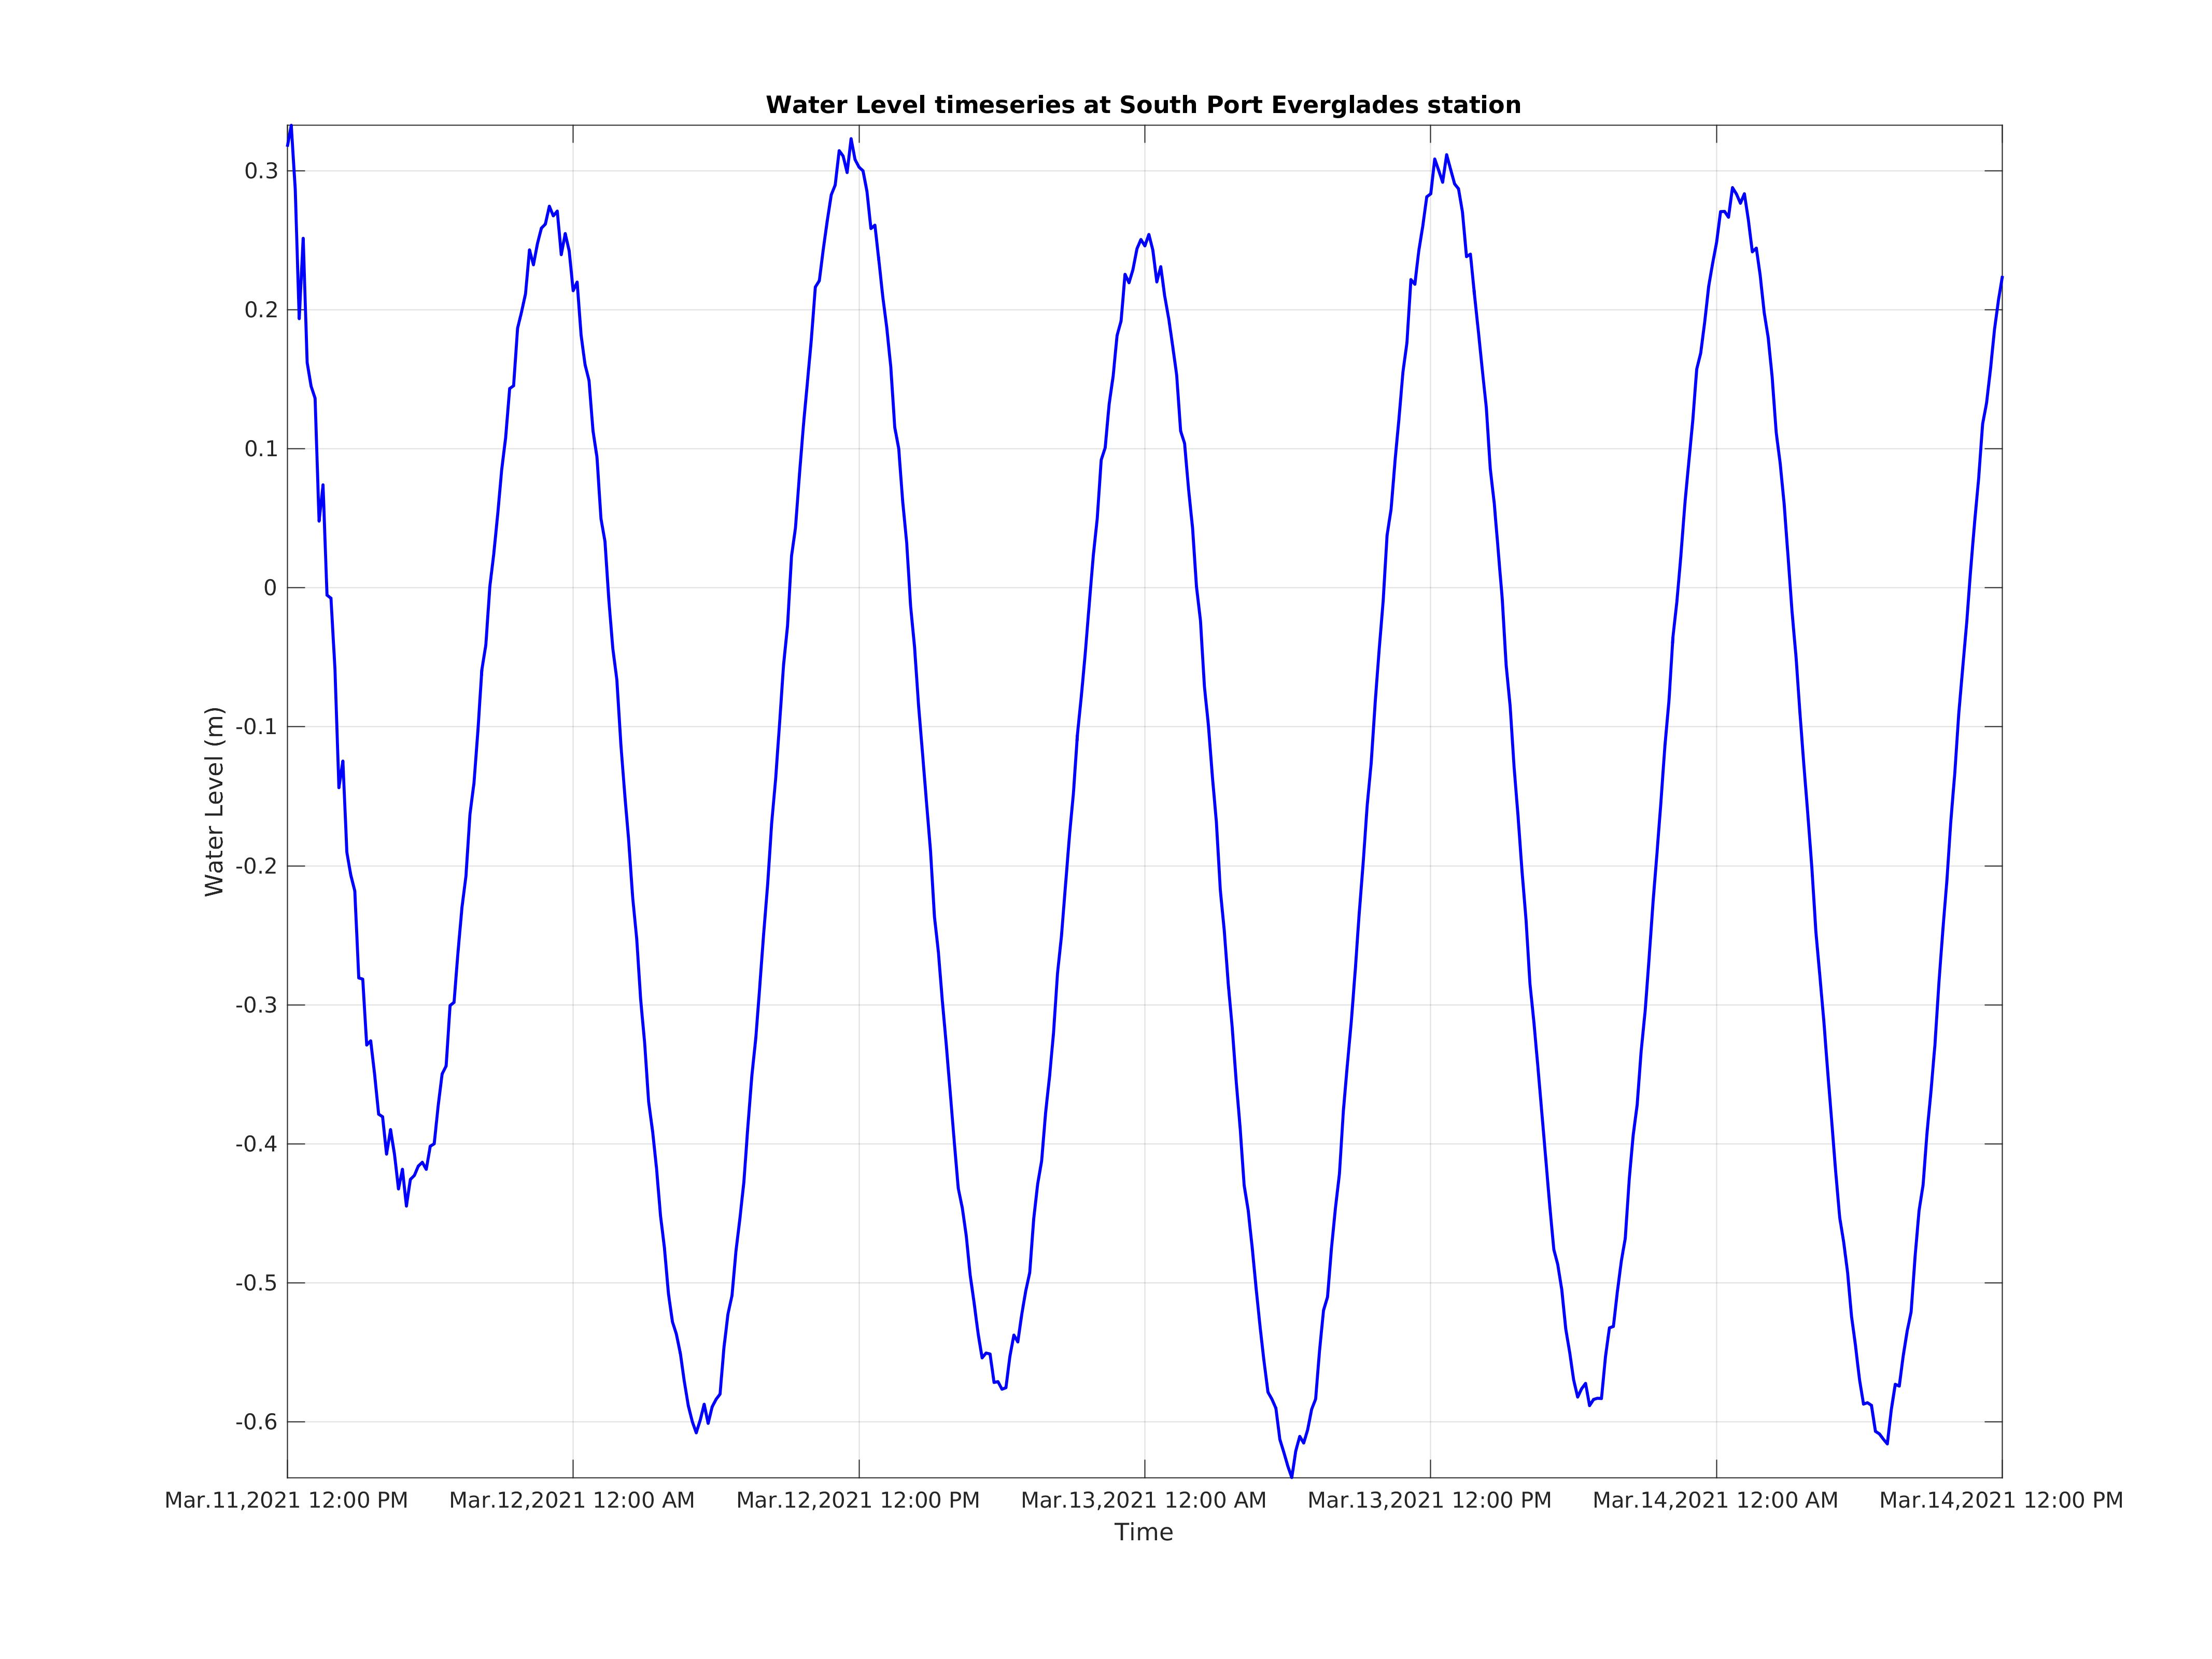 Water Level timeseries at South Port Everglades station
0.3
0.2
0.1
0
-0.1
-0.2
-0.3
-0.4
-0.5
-0.6
Water Level (m)
Mar.11,2021 12:00 PM Mar.12,2021 12:00 AM Mar.12,2021 12:00 PM Mar.13,2021 12:00 AM Mar.13,2021 12:00 PM Mar.14,2021 12:00 AM Mar.14,2021 12:00 PM
Time